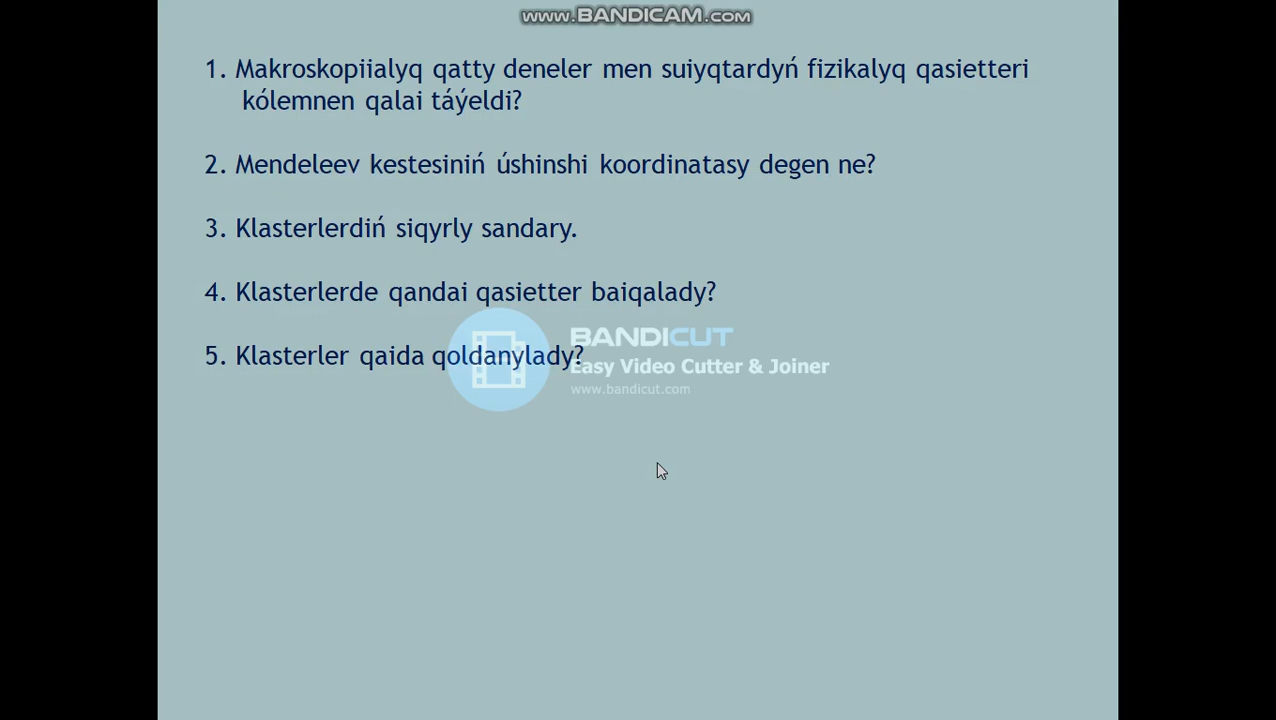 www.BANDICAM.com
1. Makroskopiialyq qatty deneler men suiyqtardyń fizikalyq qasietteri
kólemnen qalai táýeldi?
2. Mendeleev kestesiniń úshinshi koordinatasy degen ne?
3. Klasterlerdiń siqyrly sandary.
4. Klasterlerde qandai qasietter baiqalady?
BANDICUT
5. Klasterler qaida qoldanylady?
Easy Video Cutter & Joiner
www.bandicut.com